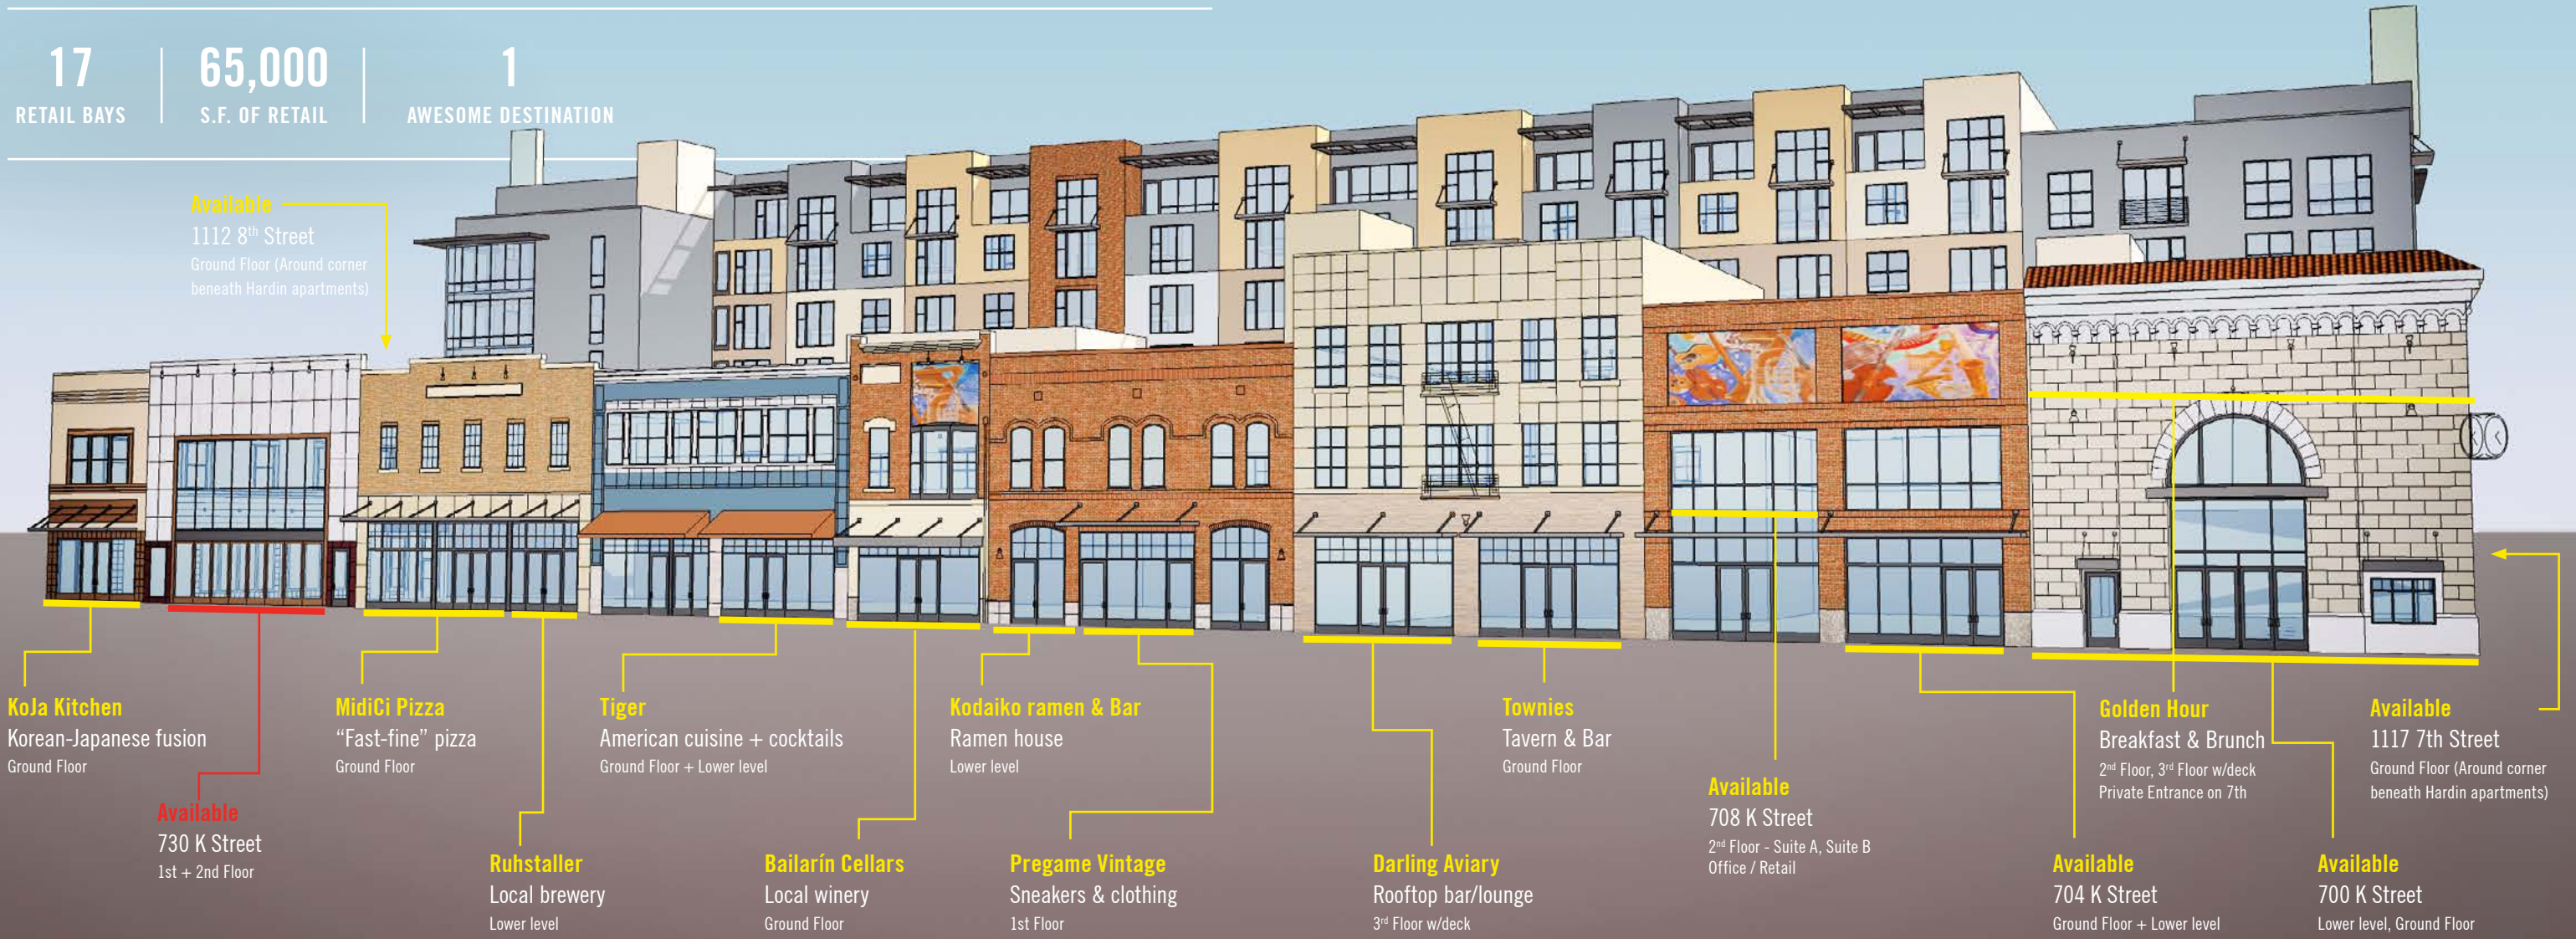 17
RETAIL BAYS
65,000
S.F. OF RETAIL
1
AWESOME DESTINATION
Available
1112 8th Street
Ground Floor (Around corner
beneath Hardin apartments)
KoJa Kitchen
Korean-Japanese fusion
Ground Floor
Available
730 K Street
1st + 2nd Floor
MidiCi Pizza
“Fast-fine” pizza
Ground Floor
Ruhstaller
Local brewery
Lower level
Tiger
American cuisine + cocktails
Ground Floor + Lower level
Bailarín Cellars
Local winery
Ground Floor
Kodaiko ramen & Bar
Ramen house
Lower level
Pregame Vintage
Sneakers & clothing
1st Floor
Darling Aviary
Rooftop bar/lounge
3rd Floor w/deck
Townies
Tavern & Bar
Ground Floor
Available
708 K Street
2nd Floor - Suite A, Suite B
Office / Retail
Available
704 K Street
Ground Floor + Lower level
Golden Hour
Breakfast & Brunch
2nd Floor, 3rd Floor w/deck
Private Entrance on 7th
Available
700 K Street
Lower level, Ground Floor
Available
1117 7th Street
Ground Floor (Around corner
beneath Hardin apartments)